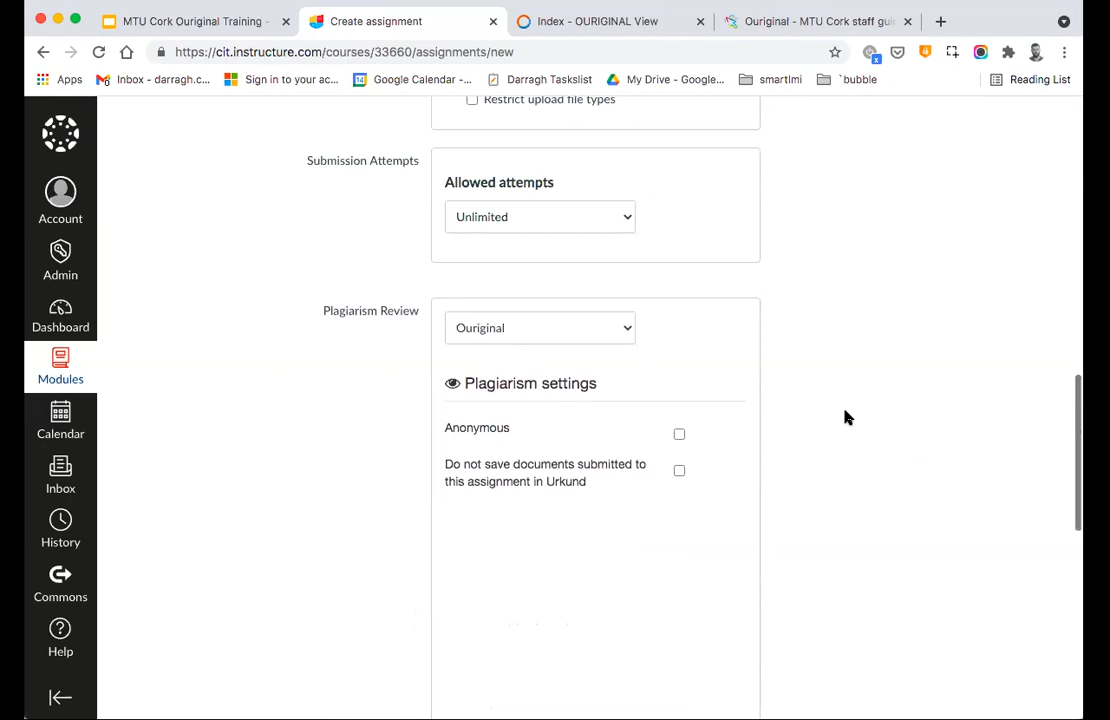 MTU Cork Ouriginal Training -
Create assignment
Index - OURIGINAL View
Ouriginal - MTU Cork staff gui
https://cit.instructure.com/courses/33660/assignments/new
Apps
Inbox - darragh.c...
Sign in to your ac...
14
Google Calendar -...
Darragh Tasklist
My Drive - Google...
smartlmi
`bubble
Reading List
Account
Admin
Dashboard
Modules
Calendar
Inbox
History
Commons
Help
Restrict upload file types
Submission Attempts
Allowed attempts
Unlimited
Plagiarism Review
Ouriginal
Plagiarism settings
Anonymous
Do not save documents submitted to
this assignment in Urkund